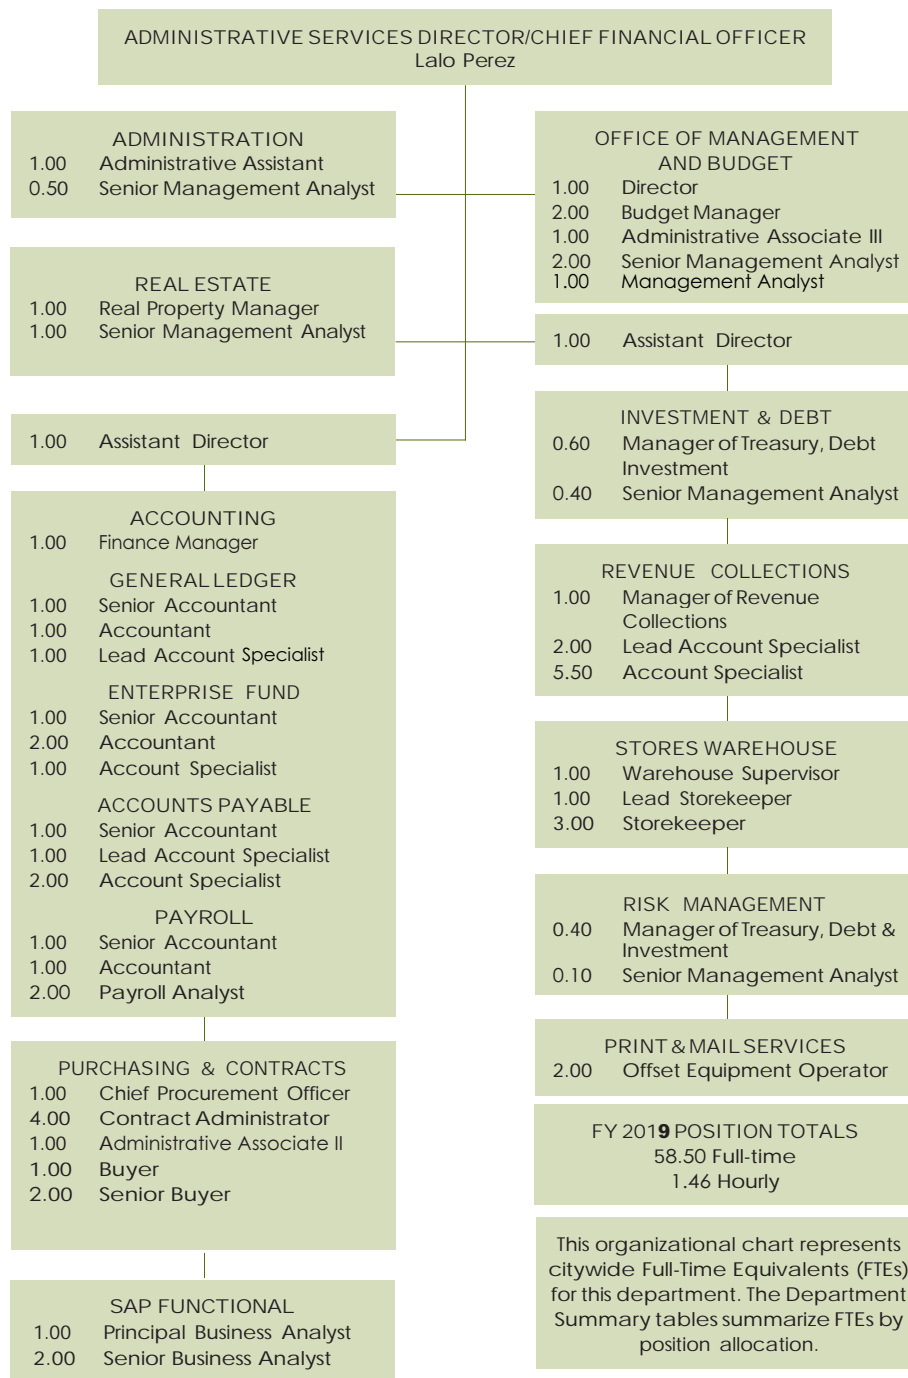 ADMINISTRATIVE SERVICES DIRECTOR/CHIEF FINANCIAL OFFICER
Lalo Perez
ADMINISTRATION
1.00 Administrative Assistant
0.50 Senior Management Analyst
REAL ESTATE
1.00 Real Property Manager
1.00 Senior Management Analyst
1.00 Assistant Director
ACCOUNTING
1.00 Finance Manager
GENERAL LEDGER
1.00 Senior Accountant
1.00 Accountant
1.00 Lead Account Specialist
ENTERPRISE FUND
1.00 Senior Accountant
2.00 Accountant
1.00 Account Specialist
ACCOUNTS PAYABLE
1.00 Senior Accountant
1.00 Lead Account Specialist
2.00 Account Specialist
PAYROLL
1.00 Senior Accountant
1.00 Accountant
2.00 Payroll Analyst
PURCHASING & CONTRACTS
1.00 Chief Procurement Officer
4.00 Contract Administrator
1.00 Administrative Associate II
1.00 Buyer
2.00 Senior Buyer
SAP FUNCTIONAL
1.00 Principal Business Analyst
2.00 Senior Business Analyst
OFFICE OF MANAGEMENT
AND BUDGET
1.00 Director
2.00 Budget Manager
1.00 Administrative Associate III
2.00 Senior Management Analyst
1.00 Management Analyst
1.00 Assistant Director
INVESTMENT & DEBT
0.60 Manager of Treasury, Debt
Investment
0.40 Senior Management Analyst
REVENUE COLLECTIONS
1.00 Manager of Revenue
Collections
2.00 Lead Account Specialist
5.50 Account Specialist
STORES WAREHOUSE
1.00 Warehouse Supervisor
1.00 Lead Storekeeper
3.00 Storekeeper
RISK MANAGEMENT
0.40 Manager of Treasury, Debt &
Investment
0.10 Senior Management Analyst
PRINT & MAIL SERVICES
2.00 Offset Equipment Operator
FY 2019 POSITION TOTALS
58.50 Full-time
1.46 Hourly
This organizational chart represents
citywide Full-Time Equivalents (FTEs)
for this department. The Department
Summary tables summarize FTEs by
position allocation.